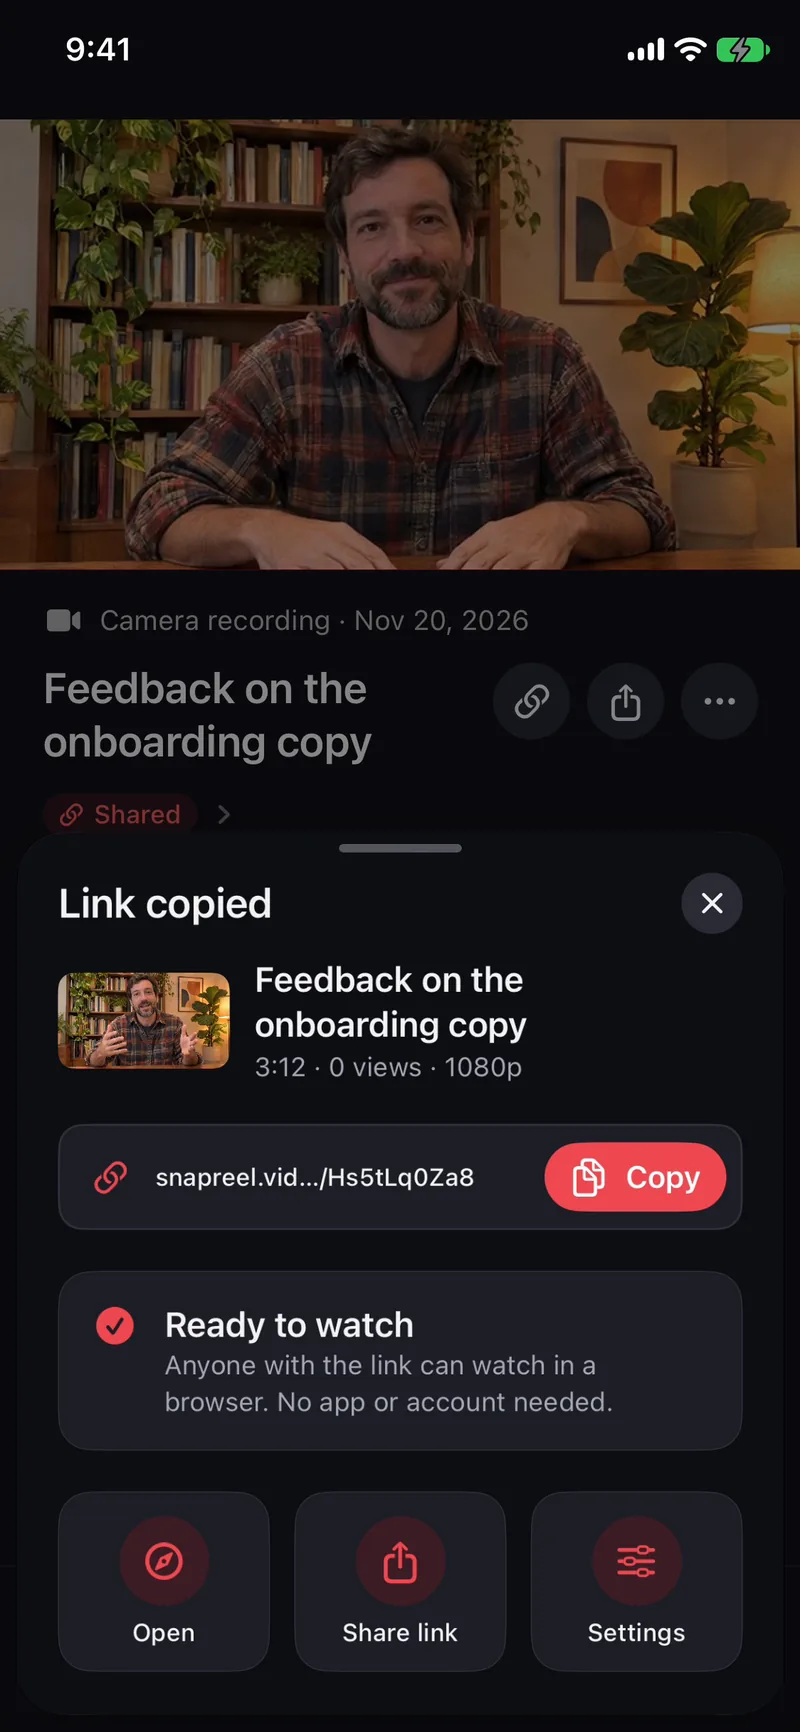 9:41
Camera recording · Nov 20, 2026
Feedback on the
onboarding copy
Shared
Link copied
Feedback on the
onboarding copy
3:12 · 0 views · 1080p
snapreel.vid.../Hs5tLq0Za8
Copy
Ready to watch
Anyone with the link can watch in a
browser. No app or account needed.
Open
Share link
Settings